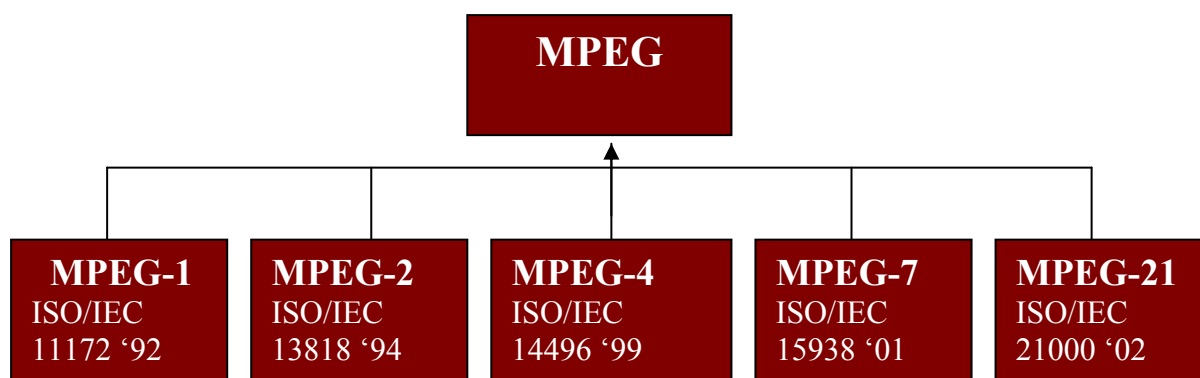 MPEG
MPEG-1
ISO/IEC
11172 ‘92
MPEG-2
ISO/IEC
13818 ‘94
MPEG-4
ISO/IEC
14496 ‘99
MPEG-7
ISO/IEC
15938 ‘01
MPEG-21
ISO/IEC
21000 ‘02